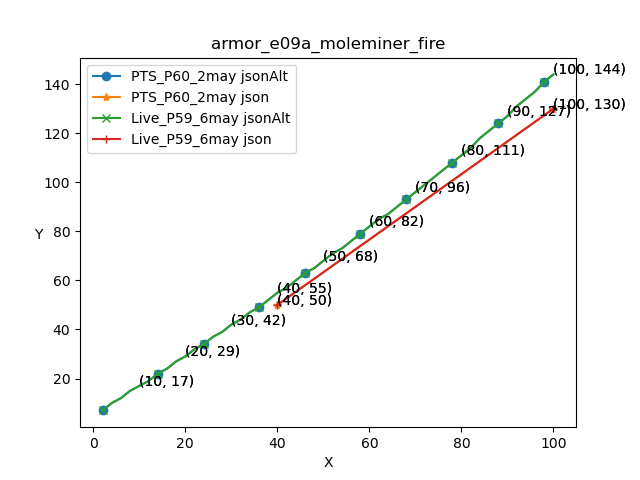 armor_e09a_moleminer_fire
PTS_P60_2may jsonAlt
PTS_P60_2may json
Live_P59_6may jsonAlt
Live_P59_6may json
(100, 144)
(100, 130)
(90, 127)
(80, 111)
(70, 96)
(60, 82)
(50, 68)
(40, 55)
(40, 50)
(30, 42)
(20, 29)
(10, 17)
140
120
100
80
60
40
20
Y
0 20 40 60 80 100
X